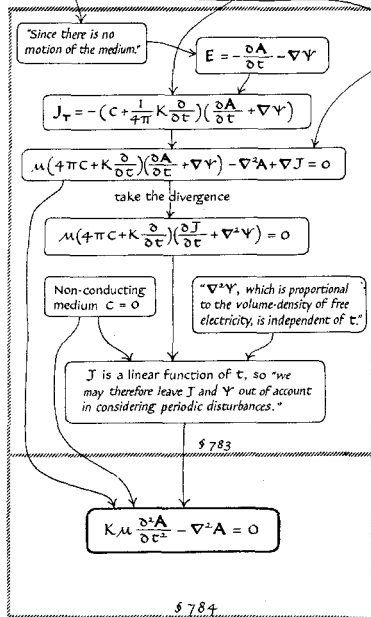 "Since there is no
motion of the medium."
E = -∂A/∂t - ∇Ψ
J_T = -(C + 1/4π K ∂/∂t)(∂A/∂t + ∇Ψ)
μ(4πC + K ∂/∂t)(∂A/∂t + ∇Ψ) - ∇²A + ∇J = 0
take the divergence
μ(4πC + K ∂/∂t)(∂J/∂t + ∇²Ψ) = 0
Non-conducting
medium C = 0
"∇²Ψ, which is proportional
to the volume-density of free
electricity, is independent of t."
J is a linear function of t, so "we
may therefore leave J and Ψ out of account
in considering periodic disturbances."
§ 783
Kμ ∂²A/∂t² - ∇²A = 0
§ 784